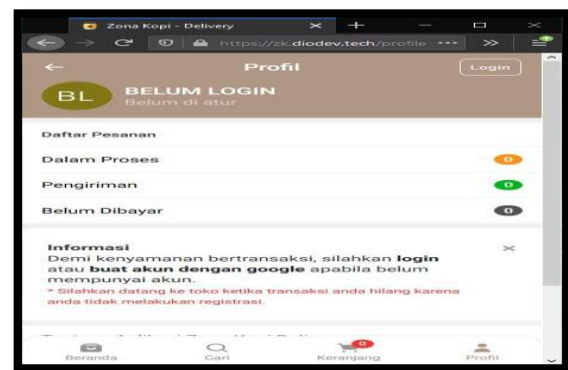 Zona Kopi - Delivery
https://zk.diodev.tech/profile
Profil
Login
BL
BELUM LOGIN
Belum di atur
Daftar Pesanan
Dalam Proses 0
Pengiriman 0
Belum Dibayar 0
Informasi
Demi kenyamanan bertransaksi, silahkan login
atau buat akun dengan google apabila belum
mempunyai akun.
* Silahkan datang ke toko ketika transaksi anda hilang karena
anda tidak melakukan registrasi.
0
Beranda Cari Keranjang Profil